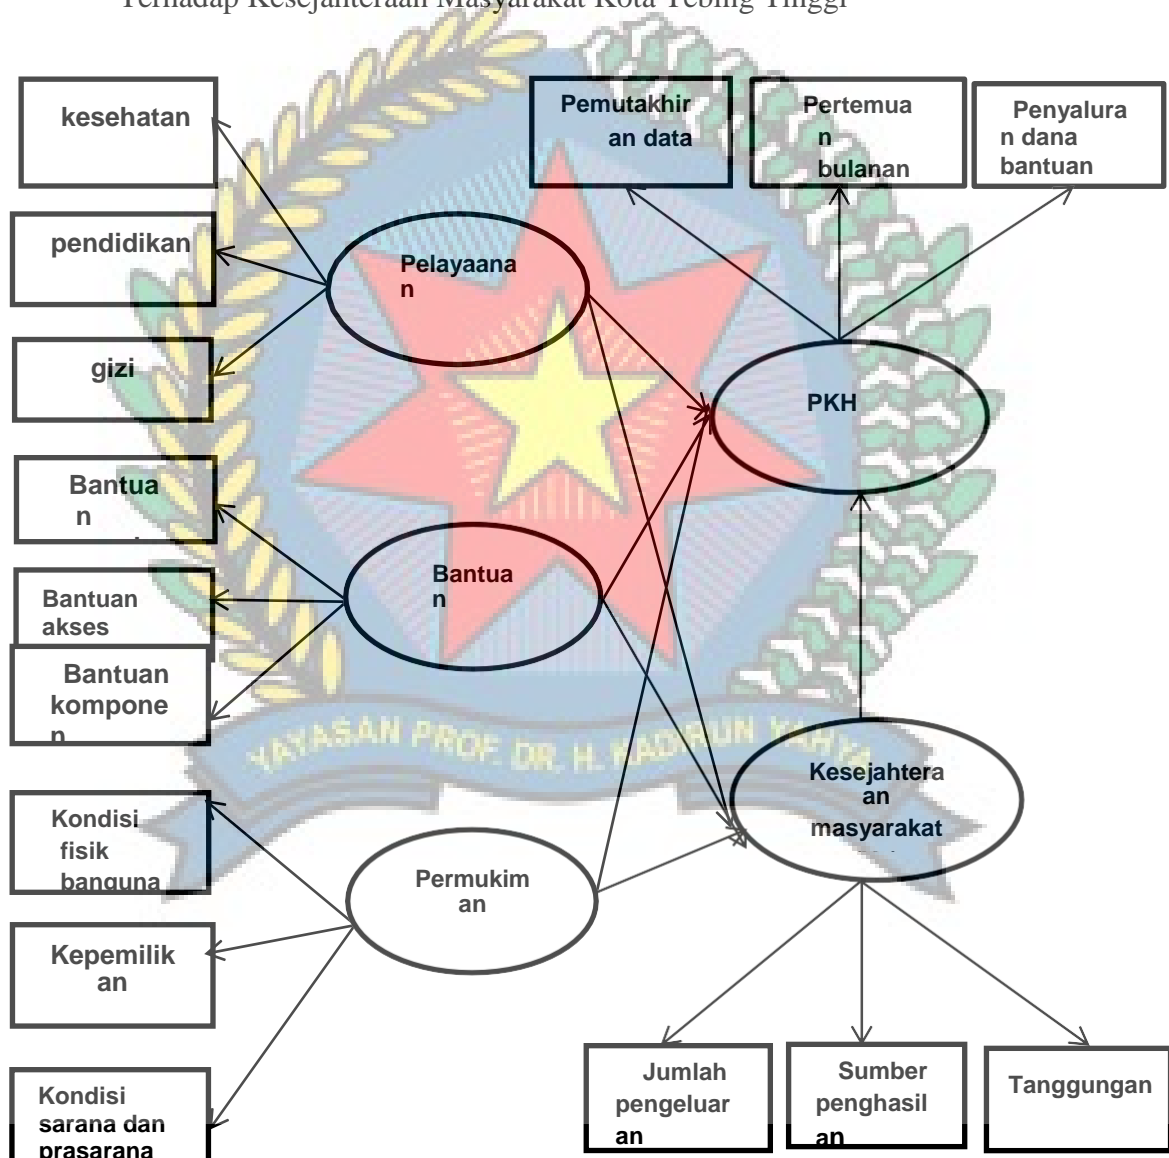 Terhadap Kesejahteraan Masyarakat Kota Tebing Tinggi
kesehatan
Pemutakhir
an data
Pertemua
n
bulanan
Penyalura
n dana
bantuan
pendidikan
Pelayaana
n
gizi
PKH
Bantua
n
Bantua
n
Bantuan
akses
Bantuan
kompone
n
YAYASAN PROF. DR. H. KADIRUN YAHYA
Kesejahtera
an
masyarakat
Kondisi
fisik
banguna
Permukim
an
Kepemilik
an
Kondisi
sarana dan
prasarana
Jumlah
pengeluar
an
Sumber
penghasil
an
Tanggungan